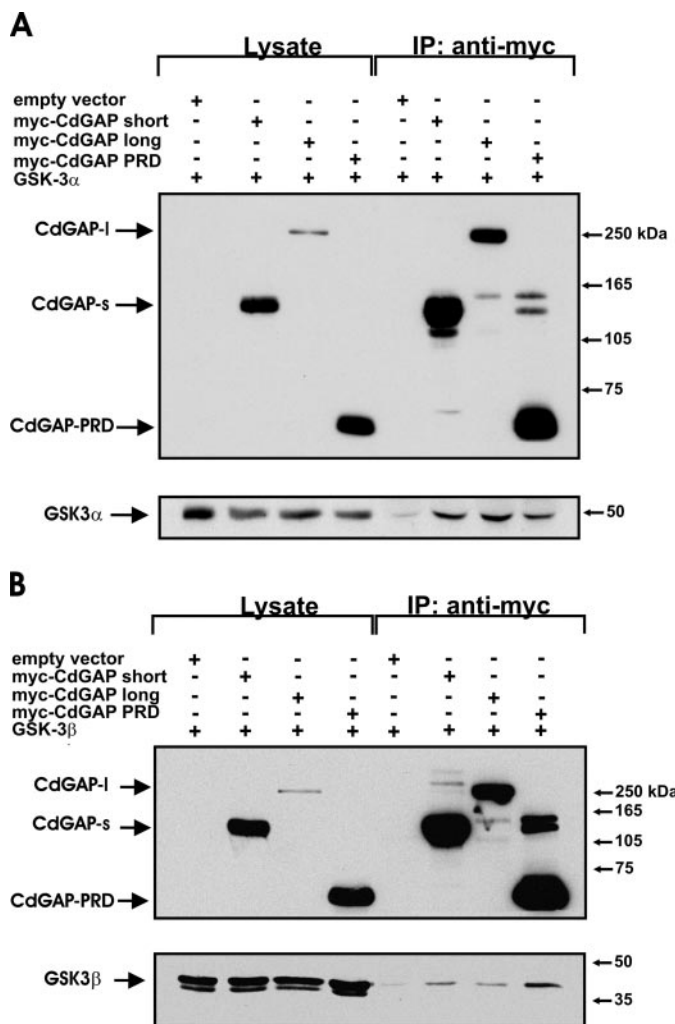 A
Lysate IP: anti-myc
empty vector + - - - + - - -
myc-CdGAP short - + - - - + - -
myc-CdGAP long - - + - - - + -
myc-CdGAP PRD - - - + - - - +
GSK-3α + + + + + + + +
CdGAP-l
250 kDa
165
CdGAP-s
105
75
CdGAP-PRD
GSK3α
50
B
Lysate IP: anti-myc
empty vector + - - - + - - -
myc-CdGAP short - + - - - + - -
myc-CdGAP long - - + - - - + -
myc-CdGAP PRD - - - + - - - +
GSK-3β + + + + + + + +
CdGAP-l
250 kDa
165
CdGAP-s
105
75
CdGAP-PRD
50
GSK3β
35